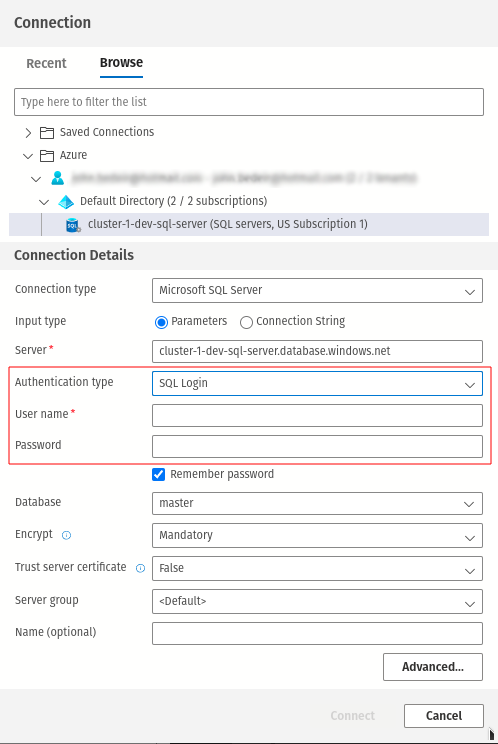 Connection
Recent Browse
Type here to filter the list
Saved Connections
Azure
Default Directory (2 / 2 subscriptions)
cluster-1-dev-sql-server (SQL servers, US Subscription 1)
Connection Details
Connection type Microsoft SQL Server
Input type Parameters Connection String
Server* cluster-1-dev-sql-server.database.windows.net
Authentication type SQL Login
User name*
Password
Remember password
Database master
Encrypt Mandatory
Trust server certificate False
Server group <Default>
Name (optional)
Advanced...
Connect Cancel